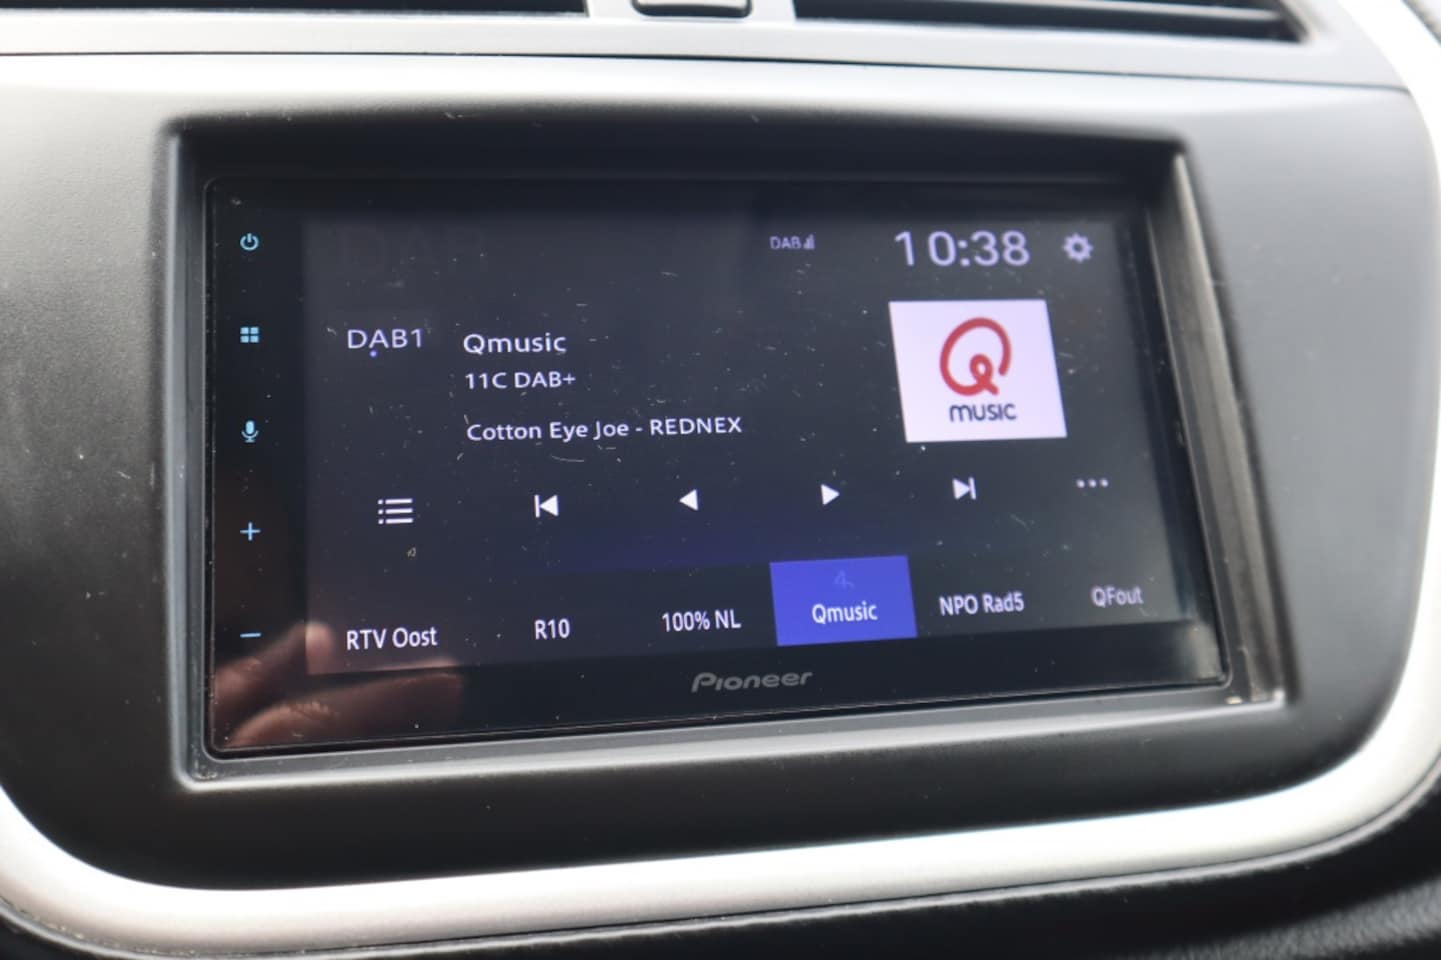 DAB
10:38
DAB1
Qmusic
11C DAB+
Cotton Eye Joe - REDNEX
Q
music
RTV Oost
R10
100% NL
4
Qmusic
NPO Rad5
QFout
Pioneer